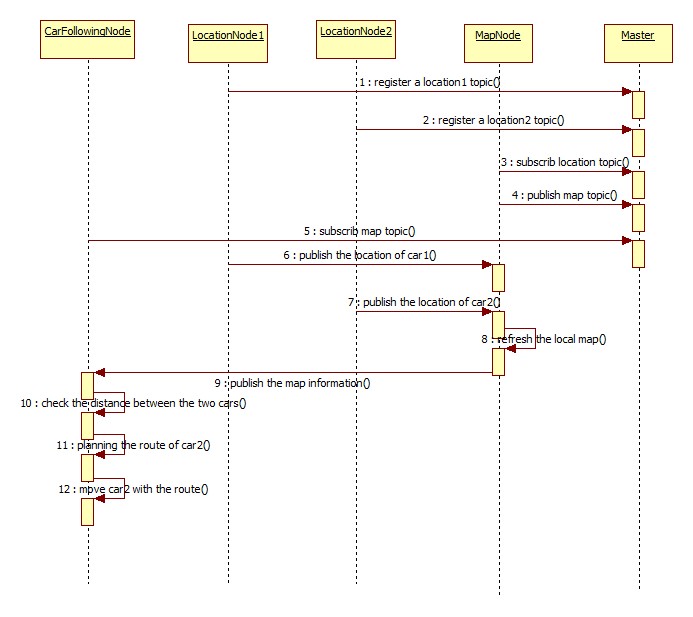 CarFollowingNode
LocationNode1
LocationNode2
MapNode
Master
1 : register a location1 topic()
2 : register a location2 topic()
3 : subscrib location topic()
4 : publish map topic()
5 : subscrib map topic()
6 : publish the location of car1()
7 : publish the location of car2()
8 : refresh the local map()
9 : publish the map information()
10 : check the distance between the two cars()
11 : planning the route of car2()
12 : move car2 with the route()